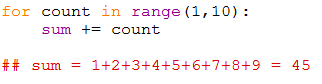 for count in range(1,10):
    sum += count
## sum = 1+2+3+4+5+6+7+8+9 = 45